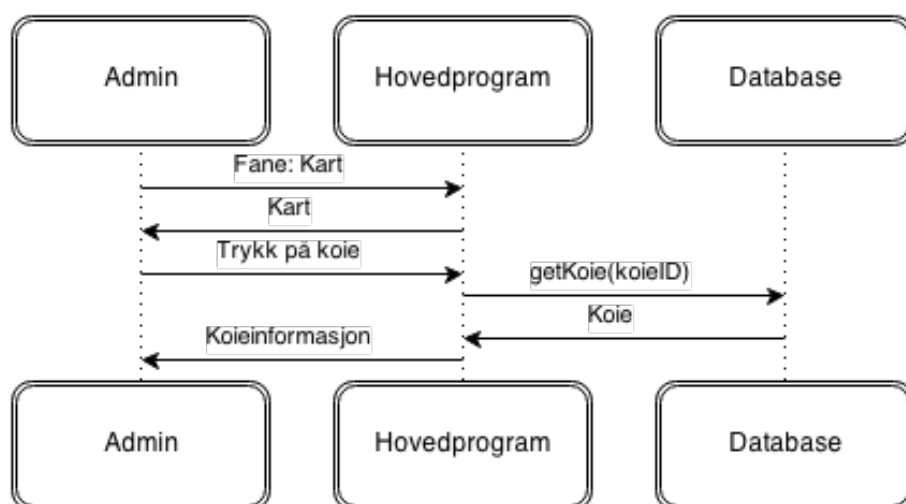 Admin
Hovedprogram
Database
Fane: Kart
Kart
Trykk på koie
getKoie(koieID)
Koie
Koieinformasjon
Admin
Hovedprogram
Database